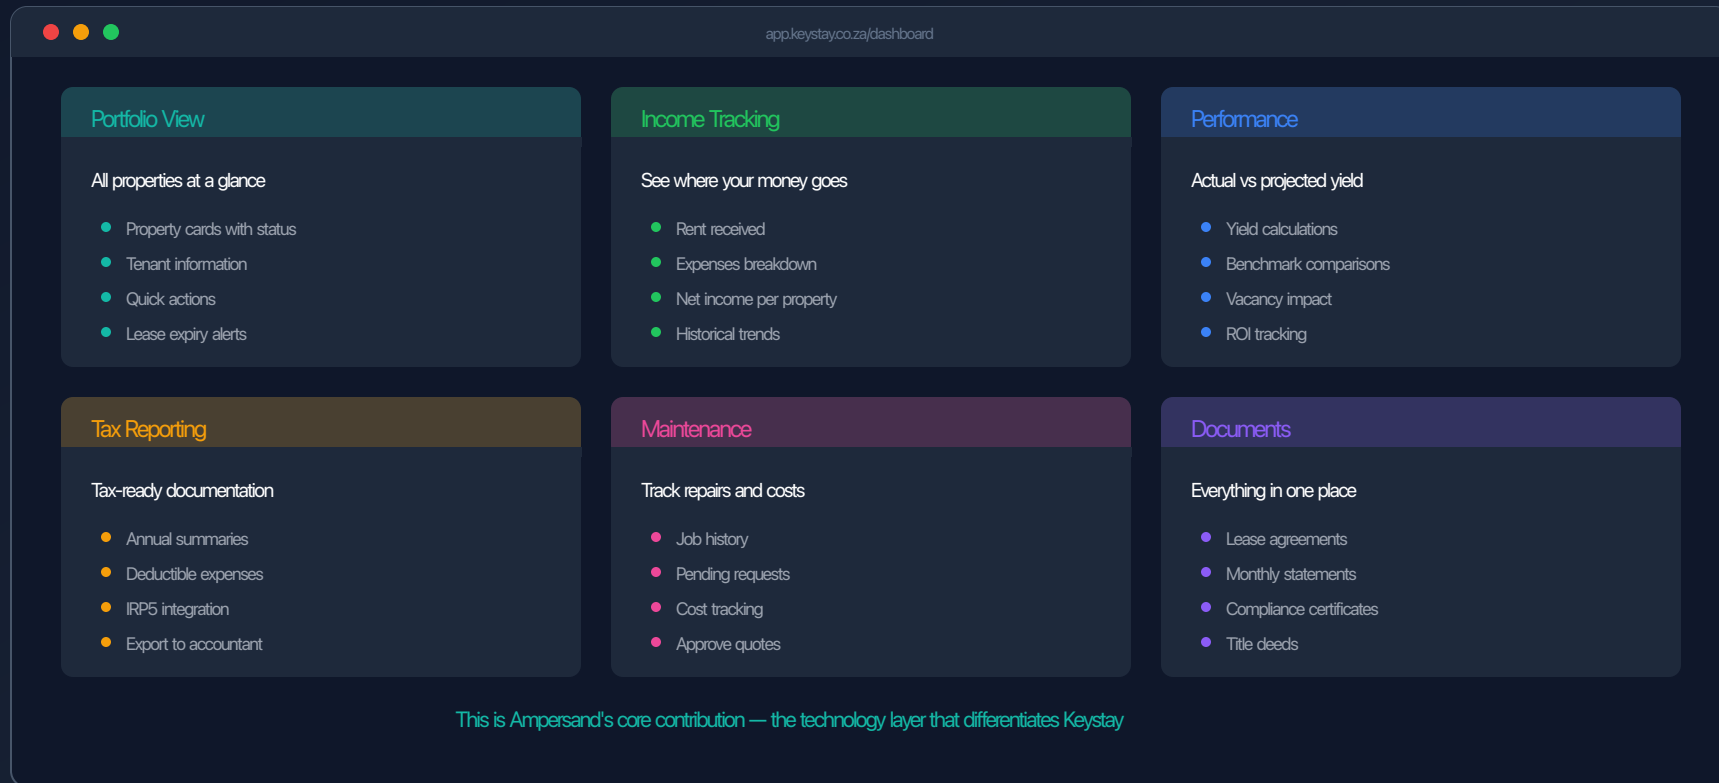 app.keystay.co.za/dashboard
Portfolio View
All properties at a glance
Property cards with status
Tenant information
Quick actions
Lease expiry alerts
Income Tracking
See where your money goes
Rent received
Expenses breakdown
Net income per property
Historical trends
Performance
Actual vs projected yield
Yield calculations
Benchmark comparisons
Vacancy impact
ROI tracking
Tax Reporting
Tax-ready documentation
Annual summaries
Deductible expenses
IRP5 integration
Export to accountant
Maintenance
Track repairs and costs
Job history
Pending requests
Cost tracking
Approve quotes
Documents
Everything in one place
Lease agreements
Monthly statements
Compliance certificates
Title deeds
This is Ampersand's core contribution — the technology layer that differentiates Keystay